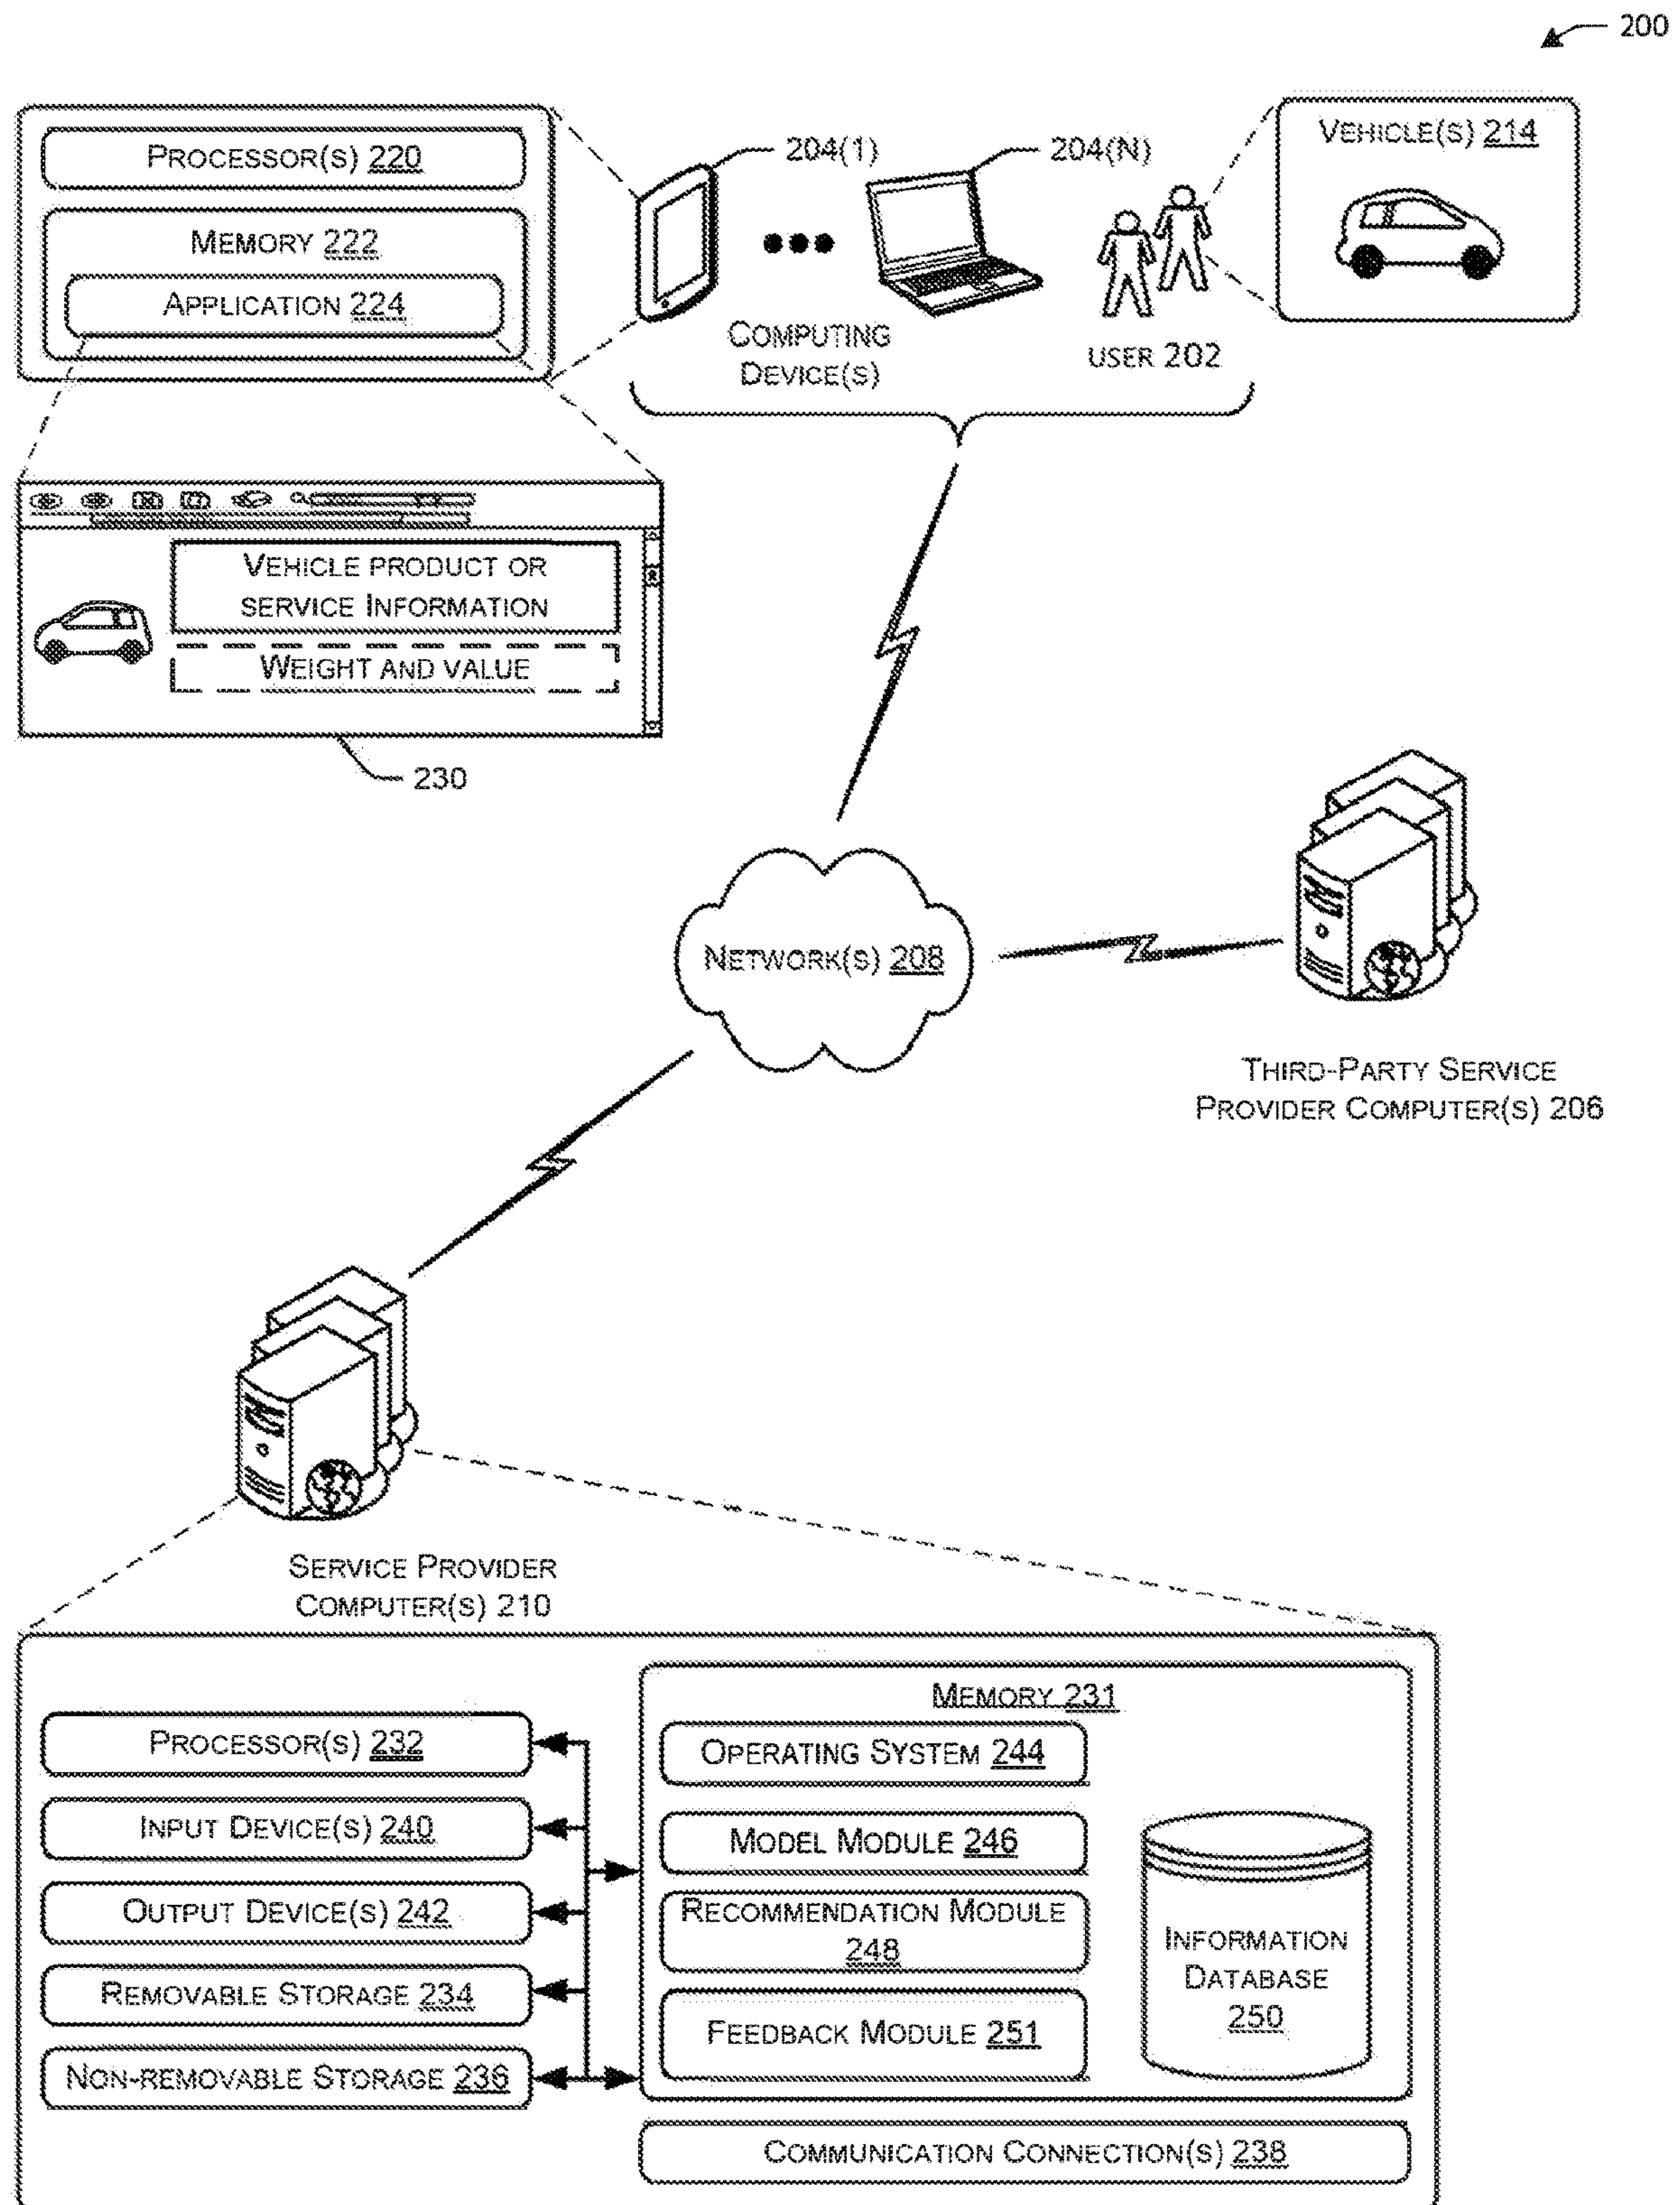 200
PROCESSOR(S) 220
MEMORY 222
APPLICATION 224
204(1)
204(N)
COMPUTING
DEVICE(S)
USER 202
VEHICLE(S) 214
VEHICLE PRODUCT OR
SERVICE INFORMATION
WEIGHT AND VALUE
230
NETWORK(S) 208
THIRD-PARTY SERVICE
PROVIDER COMPUTER(S) 206
SERVICE PROVIDER
COMPUTER(S) 210
PROCESSOR(S) 232
INPUT DEVICE(S) 240
OUTPUT DEVICE(S) 242
REMOVABLE STORAGE 234
NON-REMOVABLE STORAGE 236
MEMORY 231
OPERATING SYSTEM 244
MODEL MODULE 246
RECOMMENDATION MODULE
248
FEEDBACK MODULE 251
INFORMATION
DATABASE
250
COMMUNICATION CONNECTION(S) 238